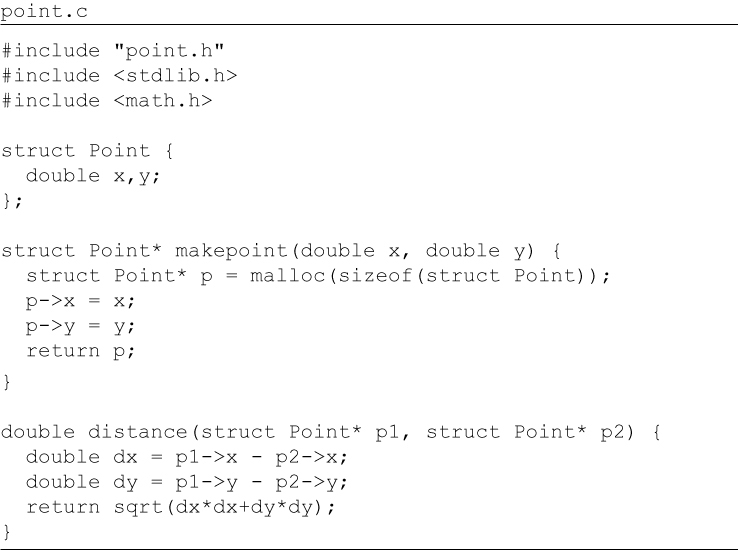 point.c
#include "point.h"
#include <stdlib.h>
#include <math.h>
struct Point {
  double x,y;
};
struct Point* makepoint(double x, double y) {
  struct Point* p = malloc(sizeof(struct Point));
  p->x = x;
  p->y = y;
  return p;
}
double distance(struct Point* p1, struct Point* p2) {
  double dx = p1->x - p2->x;
  double dy = p1->y - p2->y;
  return sqrt(dx*dx+dy*dy);
}